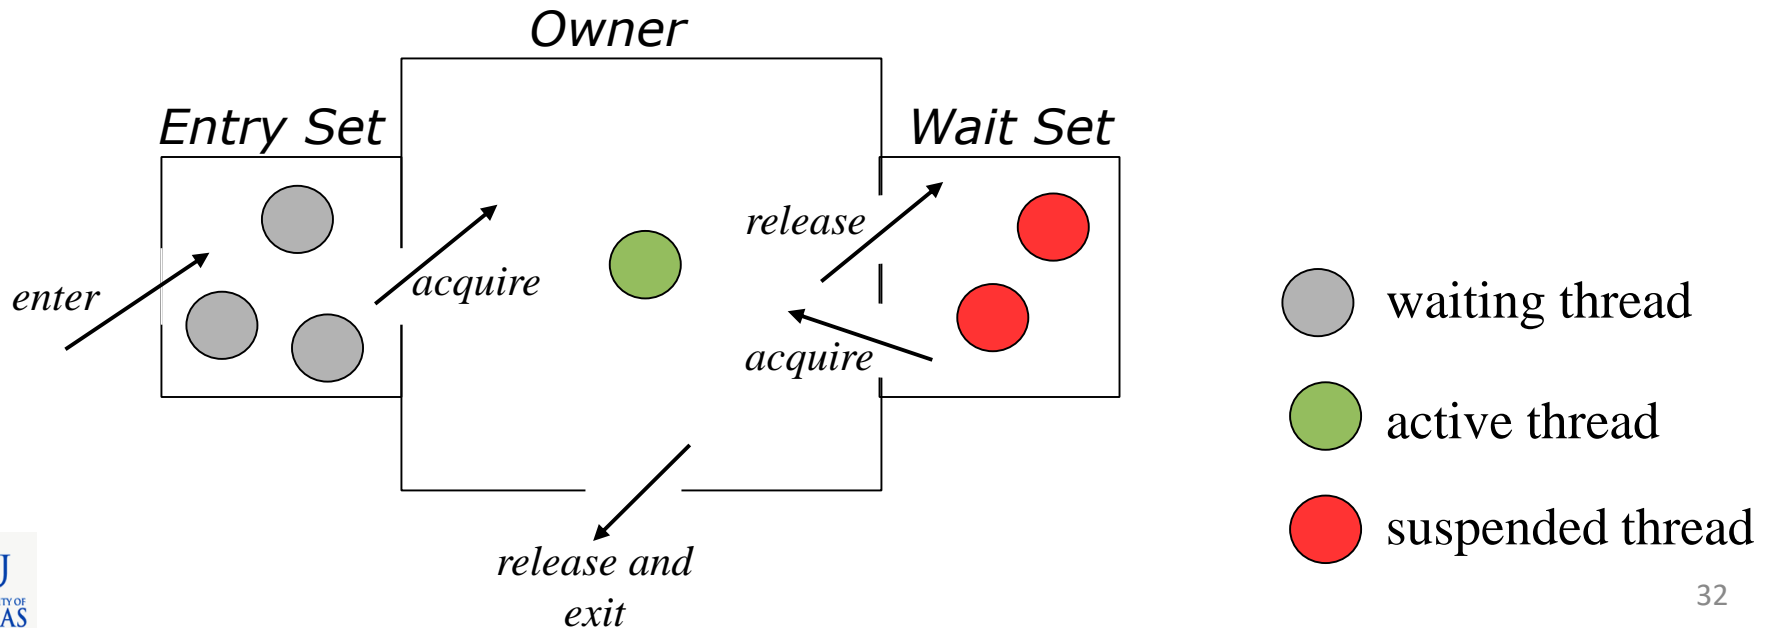 Owner
Entry Set
Wait Set
release
enter
acquire
acquire
release and
exit
waiting thread
active thread
suspended thread
32